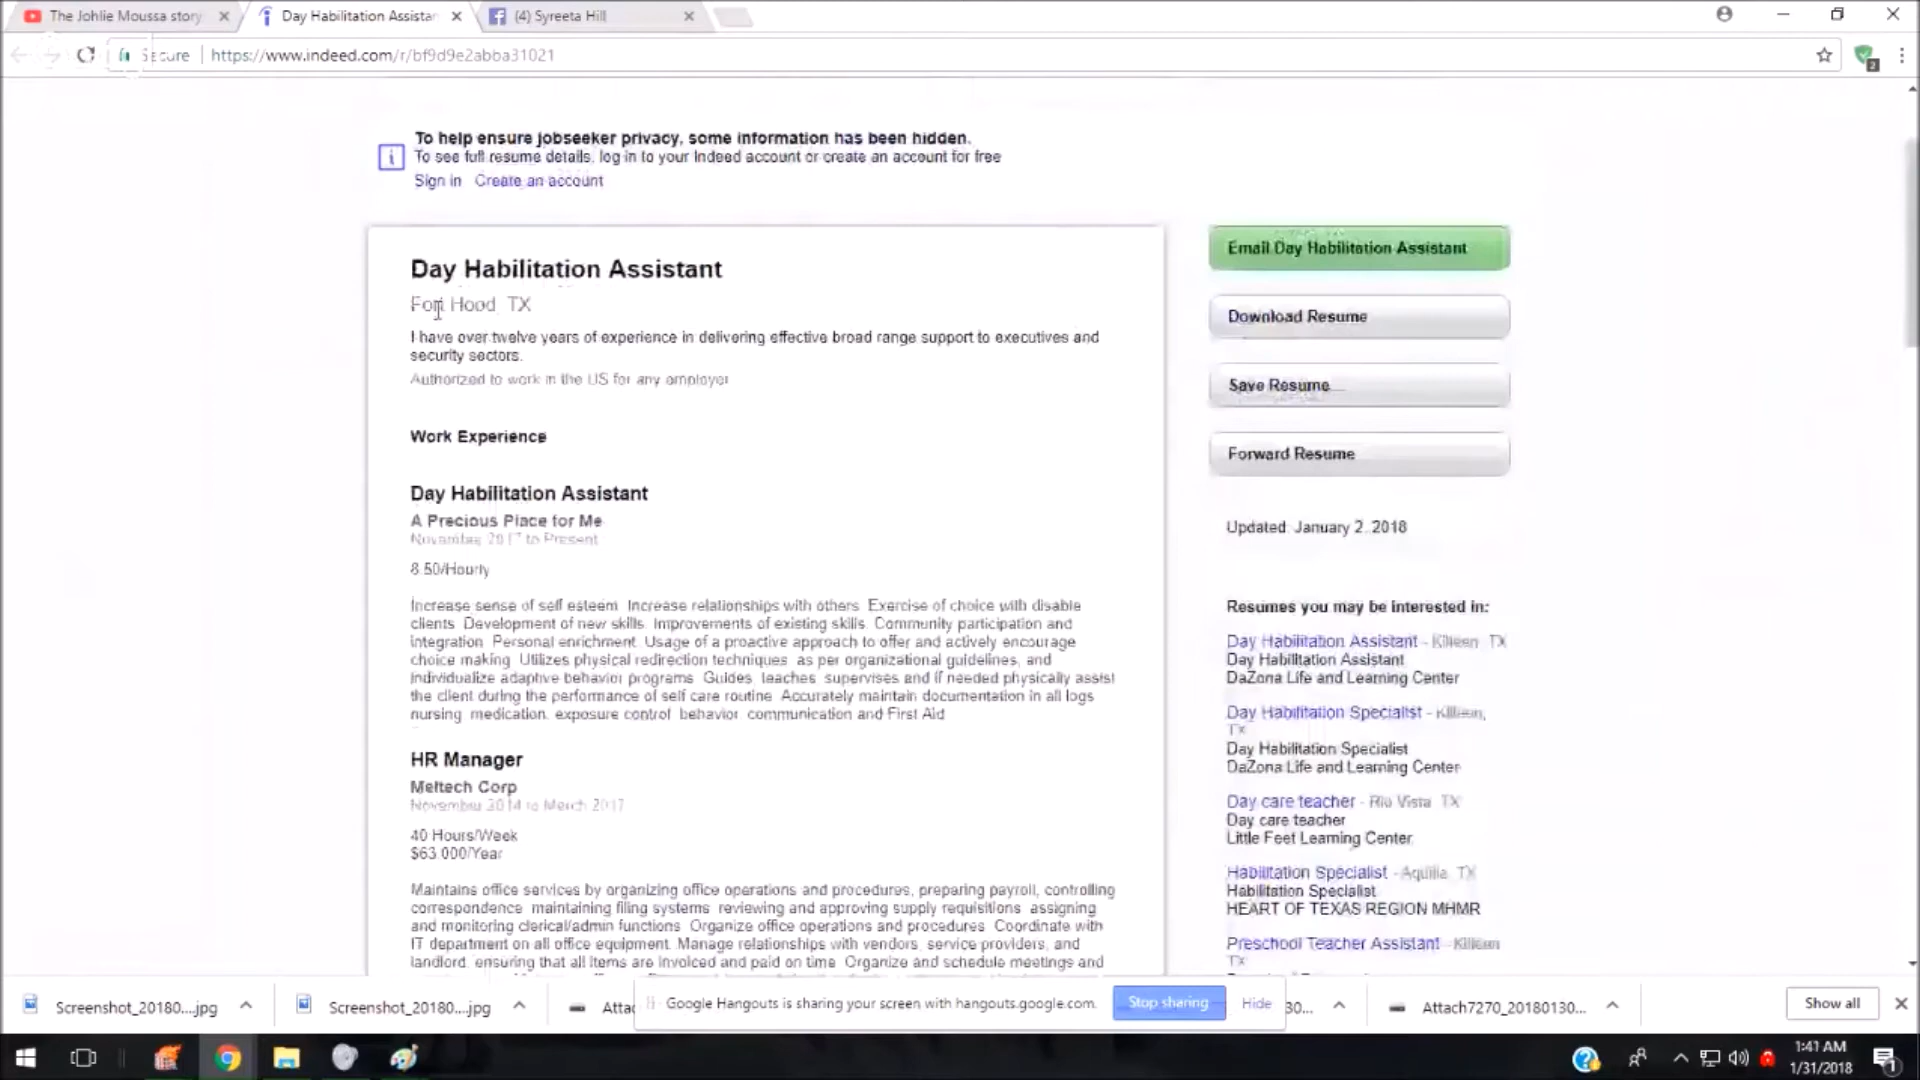 The Johlie Moussa story
Day Habilitation Assistan
(4) Syreeta Hill
Secure
https://www.indeed.com/r/bf9d9e2abba31021
2
To help ensure jobseeker privacy, some information has been hidden.
To see full resume details, log in to your Indeed account or create an account for free
Sign in Create an account
Day Habilitation Assistant
Fort Hood TX
I have over twelve years of experience in delivering effective broad range support to executives and
security sectors.
Authorized to work in the US for any employer
Work Experience
Day Habilitation Assistant
A Precious Place for Me
November 2017 to Present
8.50/Hourly
Increase sense of self esteem Increase relationships with others Exercise of choice with disable
clients Development of new skills. Improvements of existing skills. Community participation and
integration Personal enrichment. Usage of a proactive approach to offer and actively encourage
choice making Utilizes physical redirection techniques as per organizational guidelines, and
individualize adaptive behavior programs Guides teaches supervises and if needed physically assist
the client during the performance of self care routine Accurately maintain documentation in all logs
nursing medication, exposure control behavior communication and First Aid
HR Manager
Meltech Corp
November 2014 to March 2017
40 Hours/Week
$63 000/Year
Maintains office services by organizing office operations and procedures, preparing payroll, controlling
correspondence maintaining filing systems reviewing and approving supply requisitions assigning
and monitoring clerical/admin functions Organize office operations and procedures Coordinate with
IT department on all office equipment. Manage relationships with vendors, service providers, and
landlord, ensuring that all items are invoiced and paid on time Organize and schedule meetings and
Email Day Habilitation Assistant
Download Resume
Save Resume
Forward Resume
Updated: January 2, 2018
Resumes you may be interested in:
Day Habilitation Assistant - Killeen TX
Day Habilitation Assistant
DaZona Life and Learning Center
Day Habilitation Specialist - Killeen,
TX
Day Habilitation Specialist
DaZona Life and Learning Center
Day care teacher - Rio Vista TX
Day care teacher
Little Feet Learning Center
Habilitation Specialist - Aquilla TX
Habilitation Specialist
HEART OF TEXAS REGION MHMR
Preschool Teacher Assistant - Killeen
TX
Screenshot_20180....jpg
Screenshot_20180....jpg
Attac
Google Hangouts is sharing your screen with hangouts.google.com.
Stop sharing
Hide
30...
Attach7270_20180130...
Show all
1:41 AM
1/31/2018
1